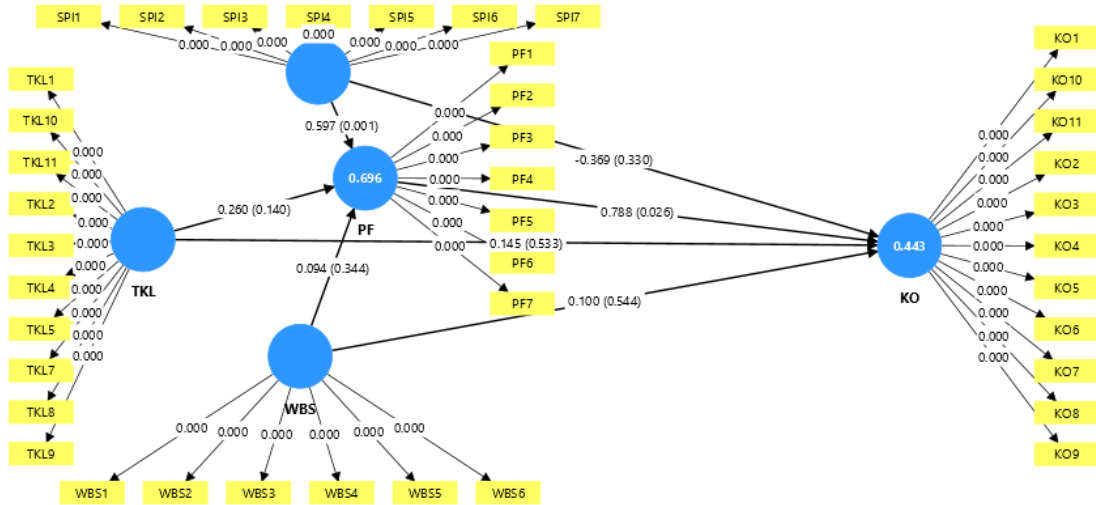 SPI1
SPI2
SPI3
SPI4
SPI5
SPI6
SPI7
0.000
0.000
0.000
0.000
0.000
0.000
0.000
TKL1
TKL10
TKL11
TKL2
TKL3
TKL4
TKL5
TKL7
TKL8
TKL9
0.000
0.000
0.000
0.000
0.000
0.000
0.000
0.000
0.000
0.000
TKL
0.597 (0.001)
0.260 (0.140)
0.094 (0.344)
0.696
PF
PF1
PF2
PF3
PF4
PF5
PF6
PF7
0.000
0.000
0.000
0.000
0.000
0.000
0.000
-0.369 (0.330)
0.788 (0.026)
0.145 (0.533)
0.100 (0.544)
WBS
0.000
0.000
0.000
0.000
0.000
0.000
WBS1
WBS2
WBS3
WBS4
WBS5
WBS6
0.443
KO
0.000
0.000
0.000
0.000
0.000
0.000
0.000
0.000
0.000
0.000
0.000
KO1
KO10
KO11
KO2
KO3
KO4
KO5
KO6
KO7
KO8
KO9